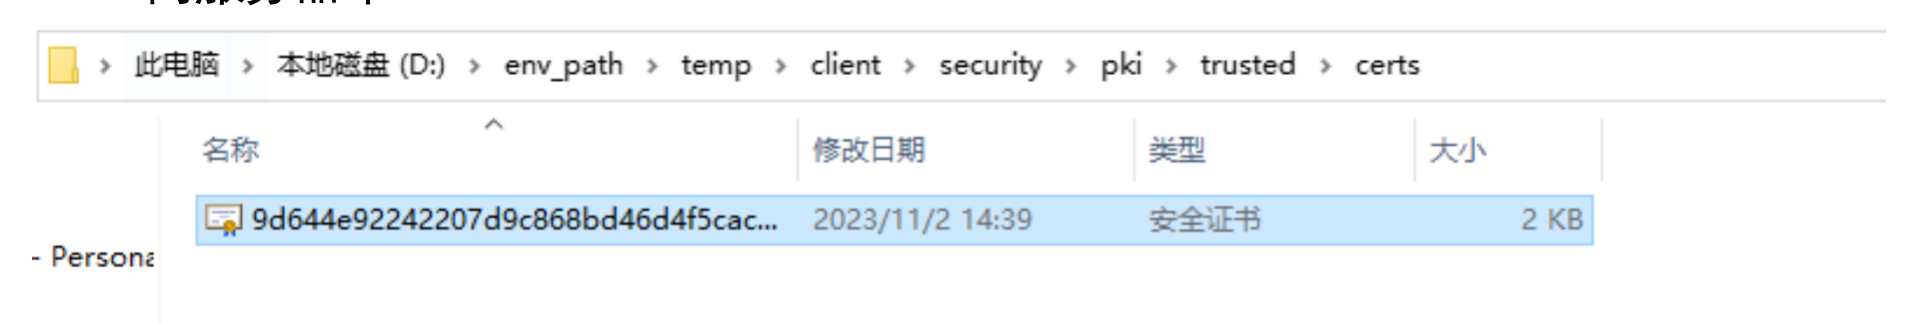 此电脑 > 本地磁盘 (D:) > env_path > temp > client > security > pki > trusted > certs
名称 修改日期 类型 大小
9d644e92242207d9c868bd46d4f5cac... 2023/11/2 14:39 安全证书 2 KB
- Persona